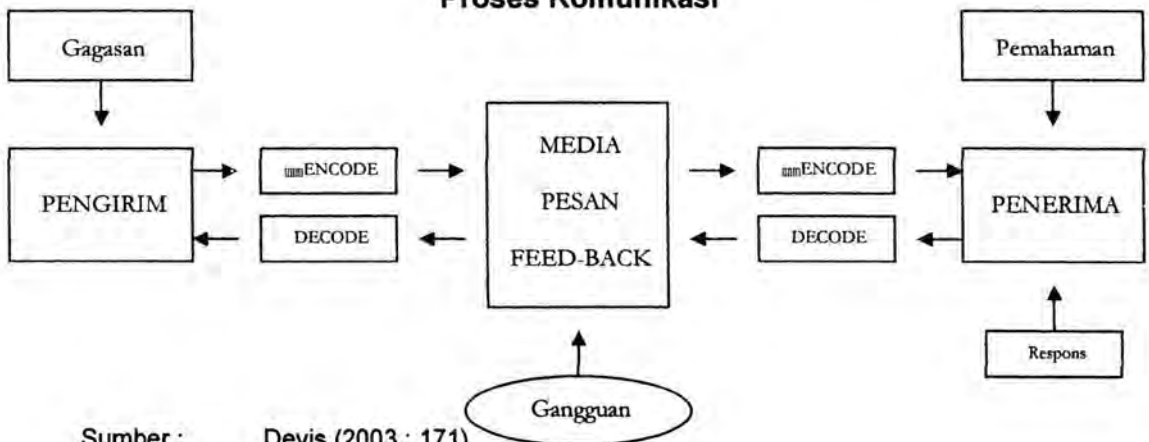 Proses Komunikasi
Gagasan
Pemahaman
PENGIRIM
ENCODE
DECODE
MEDIA
PESAN
FEED-BACK
ENCODE
DECODE
PENERIMA
Respons
Gangguan
Sumber : Devis (2003 : 171)